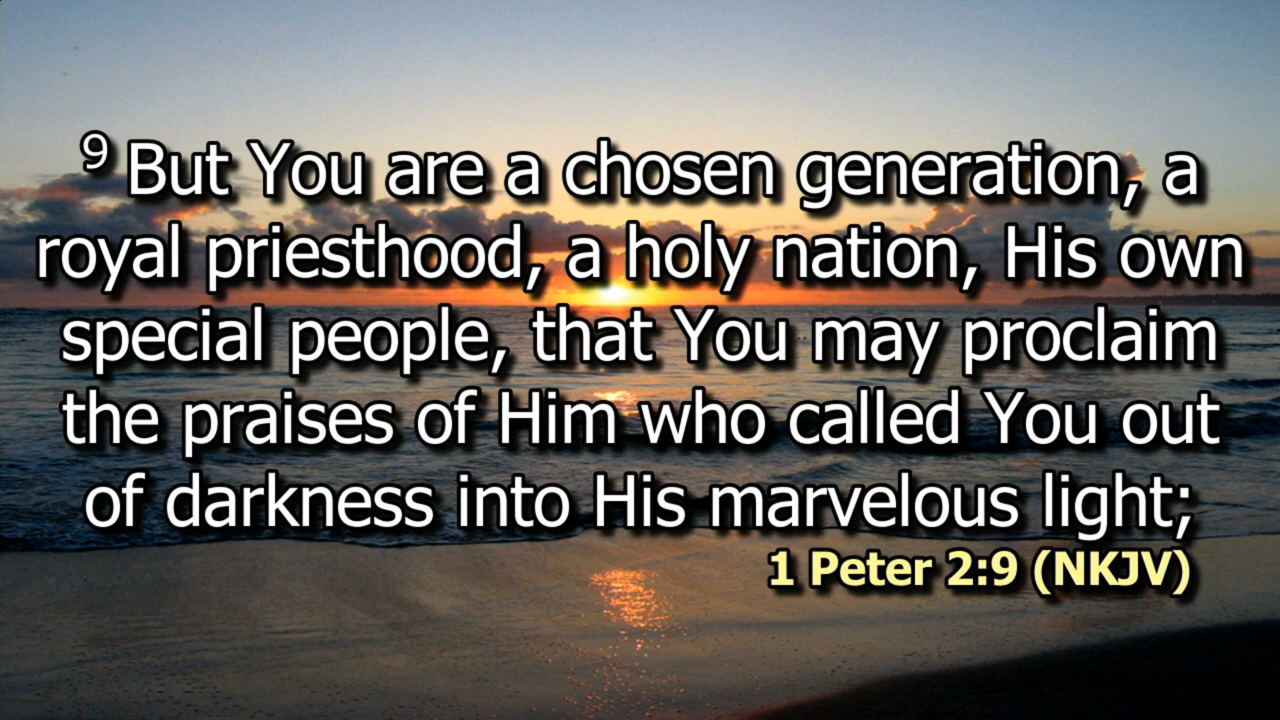 9 But You are a chosen generation, a
royal priesthood, a holy nation, His own
special people, that You may proclaim
the praises of Him who called You out
of darkness into His marvelous light;
1 Peter 2:9 (NKJV)